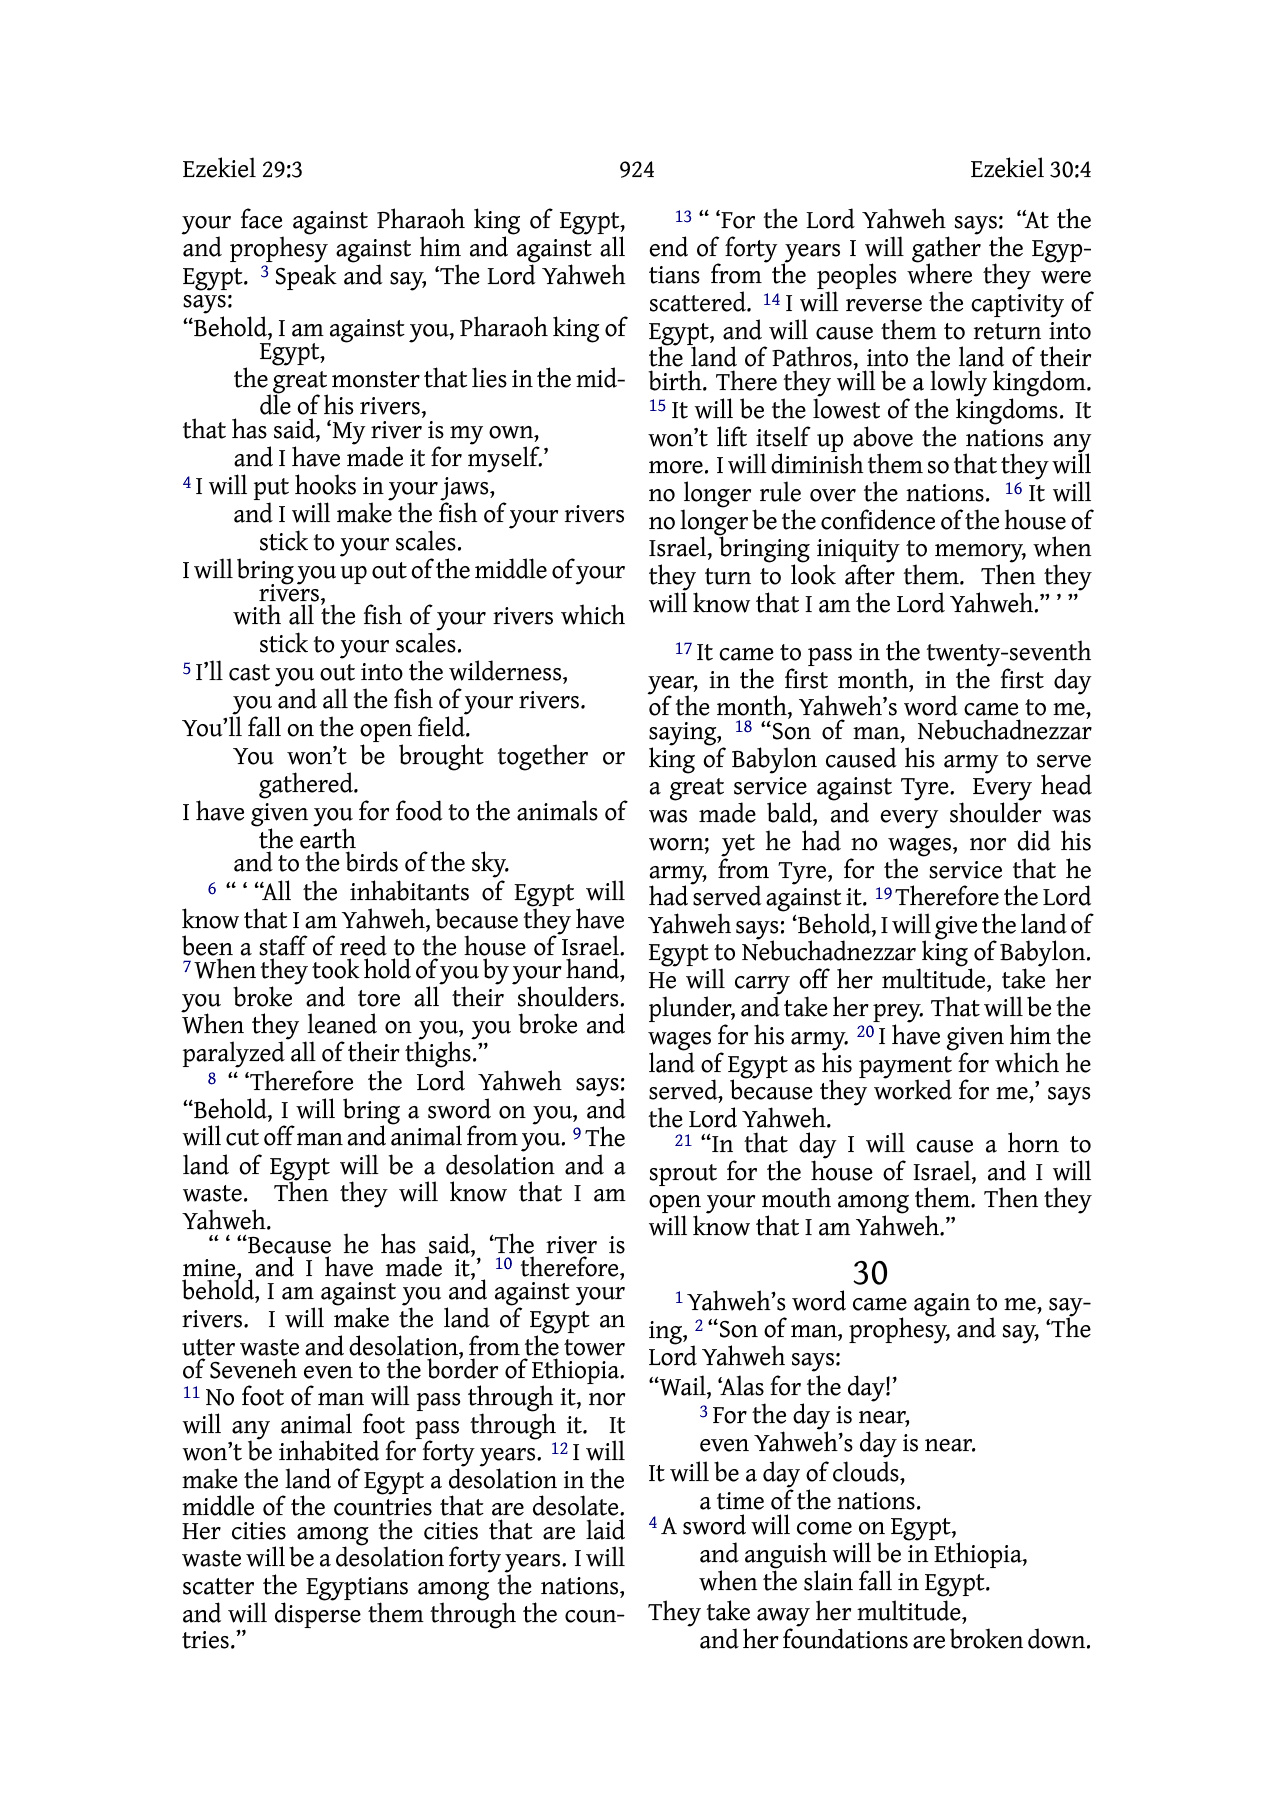 Ezekiel 29:3 924 Ezekiel 30:4
your face against Pharaoh king of Egypt,
and prophesy against him and against all
Egypt. 3 Speak and say, ‘The Lord Yahweh
says:
“Behold, I am against you, Pharaoh king of
Egypt,
the great monster that lies in the mid-
dle of his rivers,
that has said, ‘My river is my own,
and I have made it for myself.’
4 I will put hooks in your jaws,
and I will make the fish of your rivers
stick to your scales.
I will bring you up out of the middle of your
rivers,
with all the fish of your rivers which
stick to your scales.
5 I’ll cast you out into the wilderness,
you and all the fish of your rivers.
You’ll fall on the open field.
You won’t be brought together or
gathered.
I have given you for food to the animals of
the earth
and to the birds of the sky.
6 “ ‘ “All the inhabitants of Egypt will
know that I am Yahweh, because they have
been a staff of reed to the house of Israel.
7 When they took hold of you by your hand,
you broke and tore all their shoulders.
When they leaned on you, you broke and
paralyzed all of their thighs.”
8 “ ‘Therefore the Lord Yahweh says:
“Behold, I will bring a sword on you, and
will cut off man and animal from you. 9 The
land of Egypt will be a desolation and a
waste. Then they will know that I am
Yahweh.
“ ‘ “Because he has said, ‘The river is
mine, and I have made it,’ 10 therefore,
behold, I am against you and against your
rivers. I will make the land of Egypt an
utter waste and desolation, from the tower
of Seveneh even to the border of Ethiopia.
11 No foot of man will pass through it, nor
will any animal foot pass through it. It
won’t be inhabited for forty years. 12 I will
make the land of Egypt a desolation in the
middle of the countries that are desolate.
Her cities among the cities that are laid
waste will be a desolation forty years. I will
scatter the Egyptians among the nations,
and will disperse them through the coun-
tries.”
13 “ ‘For the Lord Yahweh says: “At the
end of forty years I will gather the Egyp-
tians from the peoples where they were
scattered. 14 I will reverse the captivity of
Egypt, and will cause them to return into
the land of Pathros, into the land of their
birth. There they will be a lowly kingdom.
15 It will be the lowest of the kingdoms. It
won’t lift itself up above the nations any
more. I will diminish them so that they will
no longer rule over the nations. 16 It will
no longer be the confidence of the house of
Israel, bringing iniquity to memory, when
they turn to look after them. Then they
will know that I am the Lord Yahweh.” ’ ”
17 It came to pass in the twenty-seventh
year, in the first month, in the first day
of the month, Yahweh’s word came to me,
saying, 18 “Son of man, Nebuchadnezzar
king of Babylon caused his army to serve
a great service against Tyre. Every head
was made bald, and every shoulder was
worn; yet he had no wages, nor did his
army, from Tyre, for the service that he
had served against it. 19 Therefore the Lord
Yahweh says: ‘Behold, I will give the land of
Egypt to Nebuchadnezzar king of Babylon.
He will carry off her multitude, take her
plunder, and take her prey. That will be the
wages for his army. 20 I have given him the
land of Egypt as his payment for which he
served, because they worked for me,’ says
the Lord Yahweh.
21 “In that day I will cause a horn to
sprout for the house of Israel, and I will
open your mouth among them. Then they
will know that I am Yahweh.”
30
1 Yahweh’s word came again to me, say-
ing, 2 “Son of man, prophesy, and say, ‘The
Lord Yahweh says:
“Wail, ‘Alas for the day!’
3 For the day is near,
even Yahweh’s day is near.
It will be a day of clouds,
a time of the nations.
4 A sword will come on Egypt,
and anguish will be in Ethiopia,
when the slain fall in Egypt.
They take away her multitude,
and her foundations are broken down.